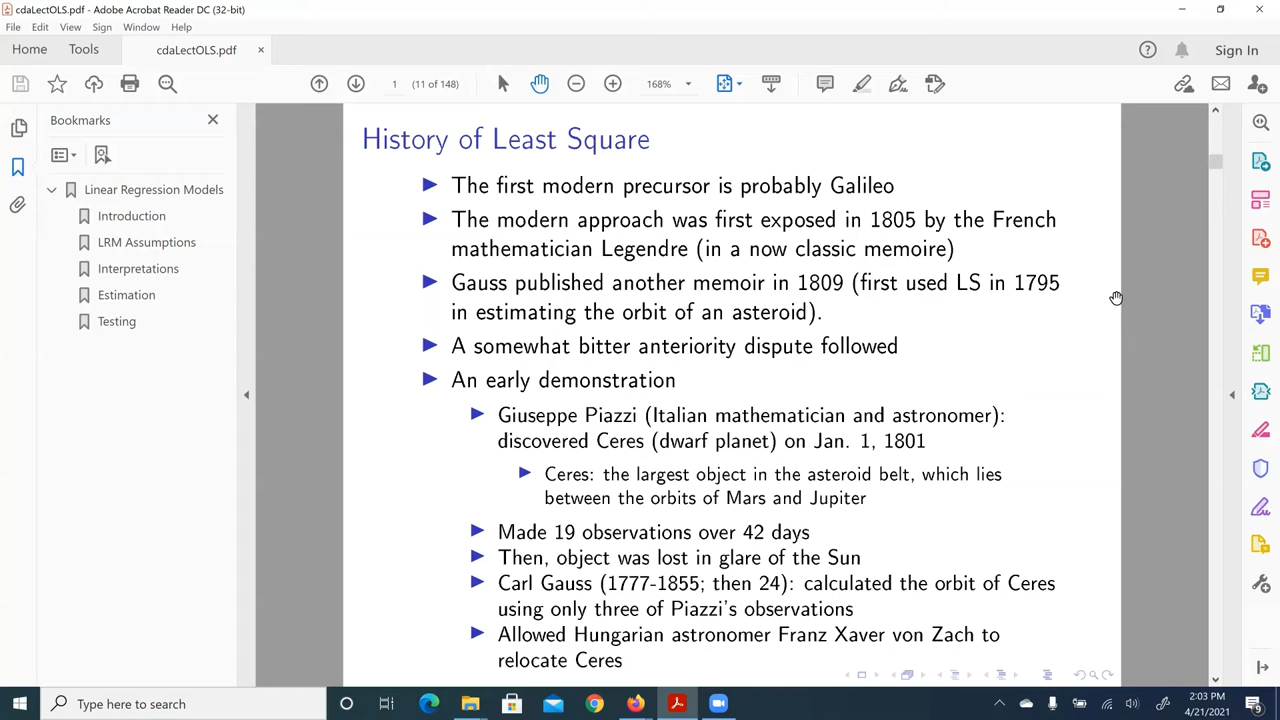 cdaLectOLS.pdf - Adobe Acrobat Reader DC (32-bit)
File Edit View Sign Window Help
Home Tools cdaLectOLS.pdf × Sign In
1 (11 of 148) 168%
Bookmarks
Linear Regression Models
Introduction
LRM Assumptions
Interpretations
Estimation
Testing
History of Least Square
The first modern precursor is probably Galileo
The modern approach was first exposed in 1805 by the French
mathematician Legendre (in a now classic memoire)
Gauss published another memoir in 1809 (first used LS in 1795
in estimating the orbit of an asteroid).
A somewhat bitter anteriority dispute followed
An early demonstration
Giuseppe Piazzi (Italian mathematician and astronomer):
discovered Ceres (dwarf planet) on Jan. 1, 1801
Ceres: the largest object in the asteroid belt, which lies
between the orbits of Mars and Jupiter
Made 19 observations over 42 days
Then, object was lost in glare of the Sun
Carl Gauss (1777-1855; then 24): calculated the orbit of Ceres
using only three of Piazzi's observations
Allowed Hungarian astronomer Franz Xaver von Zach to
relocate Ceres
Type here to search
2:03 PM
4/21/2021